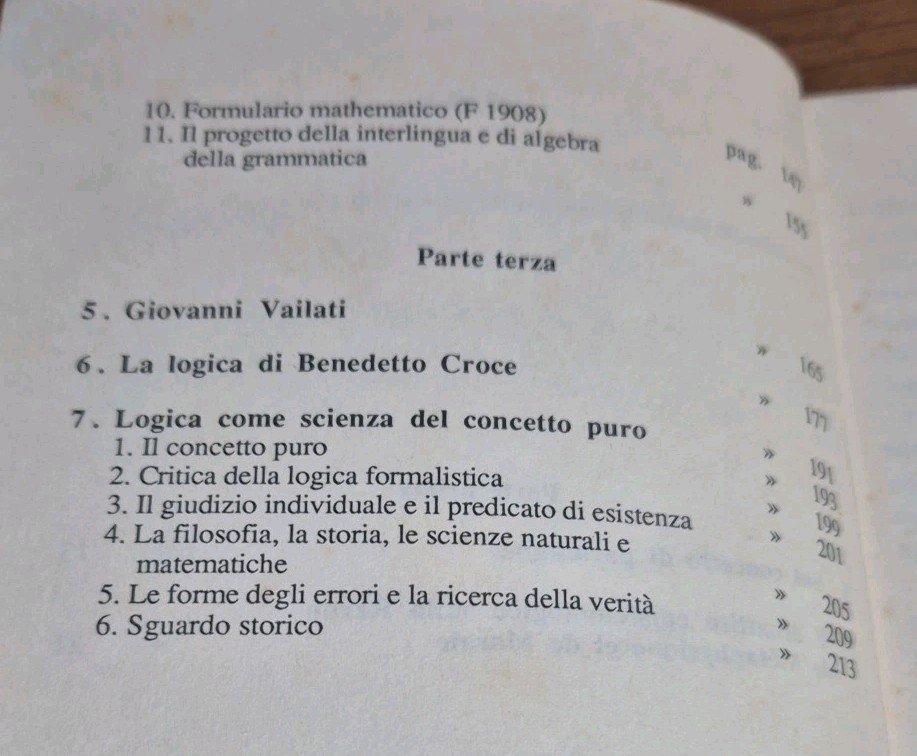 10. Formulario mathematico (F 1908) pag. 147
11. Il progetto della interlingua e di algebra
della grammatica » 155
Parte terza
5. Giovanni Vailati » 165
6. La logica di Benedetto Croce » 177
7. Logica come scienza del concetto puro » 191
1. Il concetto puro » 193
2. Critica della logica formalistica » 199
3. Il giudizio individuale e il predicato di esistenza » 201
4. La filosofia, la storia, le scienze naturali e
matematiche » 205
5. Le forme degli errori e la ricerca della verità » 209
6. Sguardo storico » 213